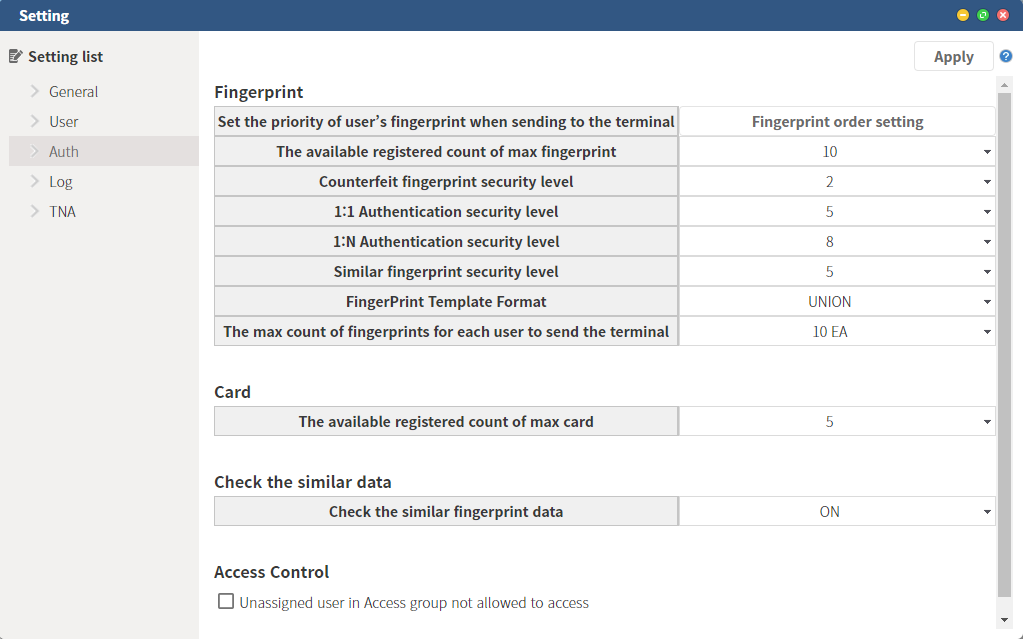 Setting
Setting list
General
User
Auth
Log
TNA
Apply
?
Fingerprint
Set the priority of user’s fingerprint when sending to the terminal Fingerprint order setting
The available registered count of max fingerprint 10
Counterfeit fingerprint security level 2
1:1 Authentication security level 5
1:N Authentication security level 8
Similar fingerprint security level 5
FingerPrint Template Format UNION
The max count of fingerprints for each user to send the terminal 10 EA
Card
The available registered count of max card 5
Check the similar data
Check the similar fingerprint data ON
Access Control
Unassigned user in Access group not allowed to access